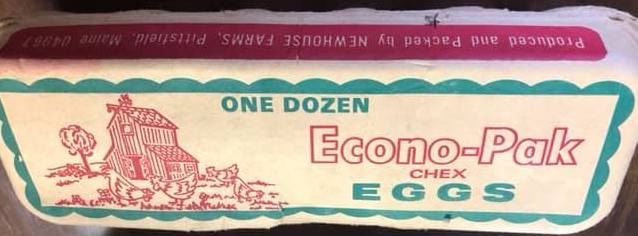 Produced and Packed by NEWHOUSE FARMS, Pittsfield, Maine 04967
ONE DOZEN
Econo-Pak
CHEX
EGGS